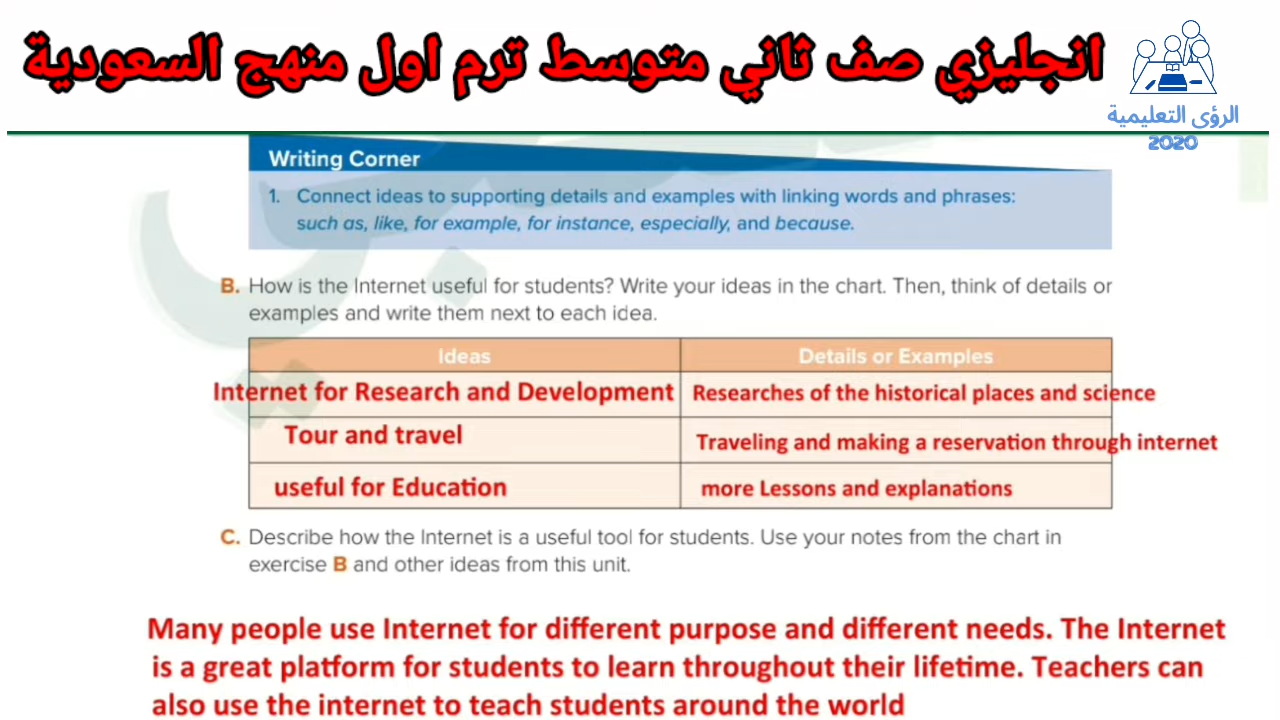 انجليزي صف ثاني متوسط ترم اول منهج السعودية
الرؤى التعليمية
2020
Writing Corner
1. Connect ideas to supporting details and examples with linking words and phrases:
such as, like, for example, for instance, especially, and because.
B. How is the Internet useful for students? Write your ideas in the chart. Then, think of details or
examples and write them next to each idea.
Ideas Details or Examples
Internet for Research and Development Researches of the historical places and science
Tour and travel Traveling and making a reservation through internet
useful for Education more Lessons and explanations
C. Describe how the Internet is a useful tool for students. Use your notes from the chart in
exercise B and other ideas from this unit.
Many people use Internet for different purpose and different needs. The Internet
is a great platform for students to learn throughout their lifetime. Teachers can
also use the internet to teach students around the world